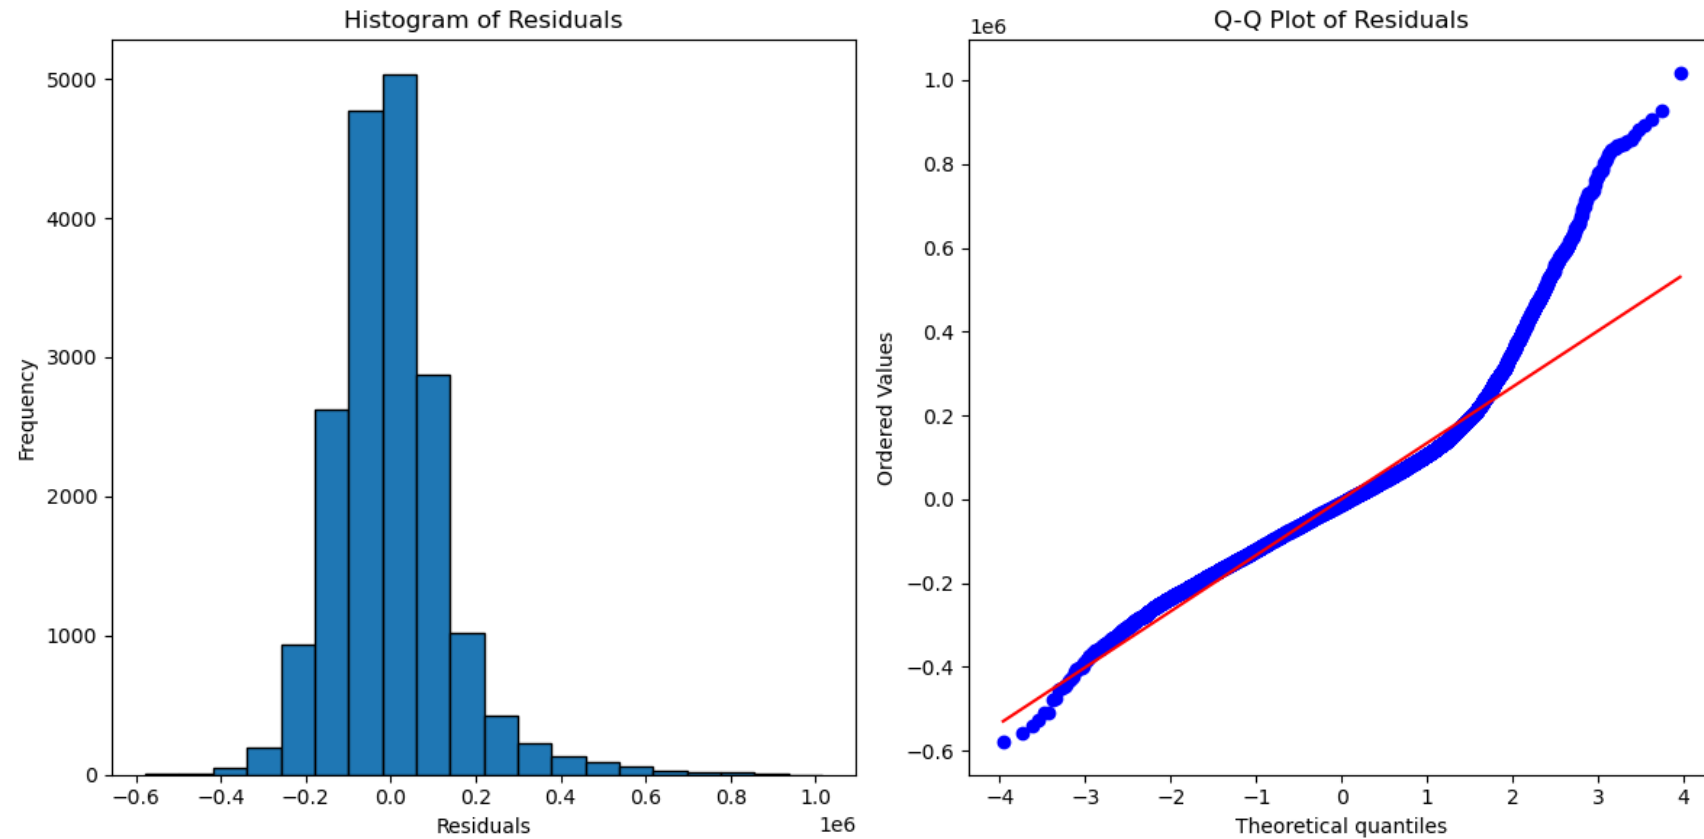 Histogram of Residuals
5000
4000
3000
2000
1000
0
Frequency
−0.6 −0.4 −0.2 0.0 0.2 0.4 0.6 0.8 1.0
1e6
Residuals
Q-Q Plot of Residuals
1e6
1.0
0.8
0.6
0.4
0.2
0.0
−0.2
−0.4
−0.6
Ordered Values
−4 −3 −2 −1 0 1 2 3 4
Theoretical quantiles